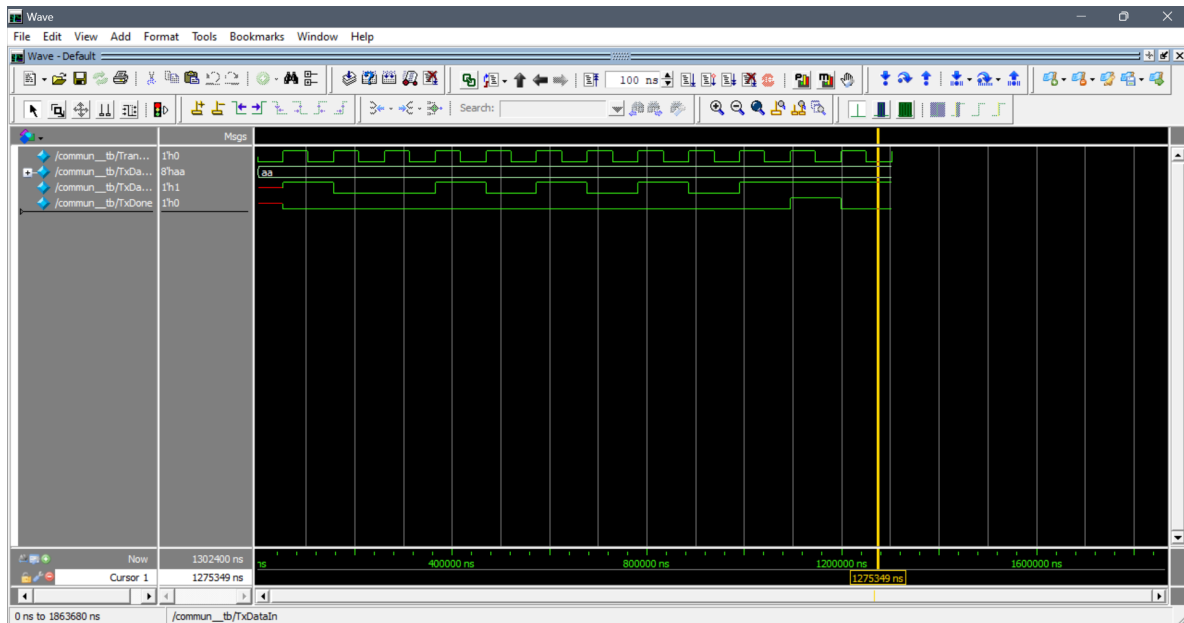 Wave
File Edit View Add Format Tools Bookmarks Window Help
Wave - Default
100 ns
Search:
Msgs
/commun__tb/Tran... 1'h0
/commun__tb/TxDa... 8'haa aa
/commun__tb/TxDa... 1'h1
/commun__tb/TxDone 1'h0
Now 1302400 ns ns 400000 ns 800000 ns 1200000 ns 1600000 ns
Cursor 1 1275349 ns 1275349 ns
0 ns to 1863680 ns /commun__tb/TxDataIn